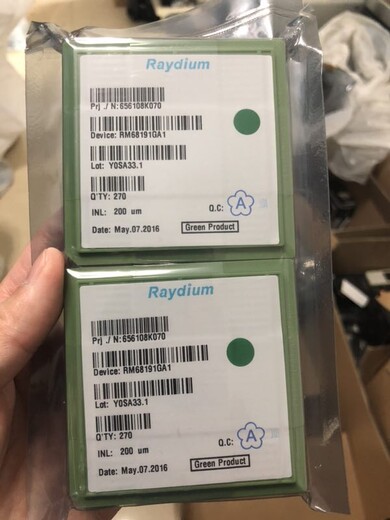 Raydium
Prj ./ N:656108K070
Device: RM68191GA1
Lot: Y0SA33.1
Q'TY: 270
INL: 200 um
Q.C: A
Date: May.07.2016
Green Product
Raydium
Prj ./ N:656108K070
Device: RM68191GA1
Lot: Y0SA33.1
Q'TY: 270
INL: 200 um
Q.C: A
Date: May.07.2016
Green Product